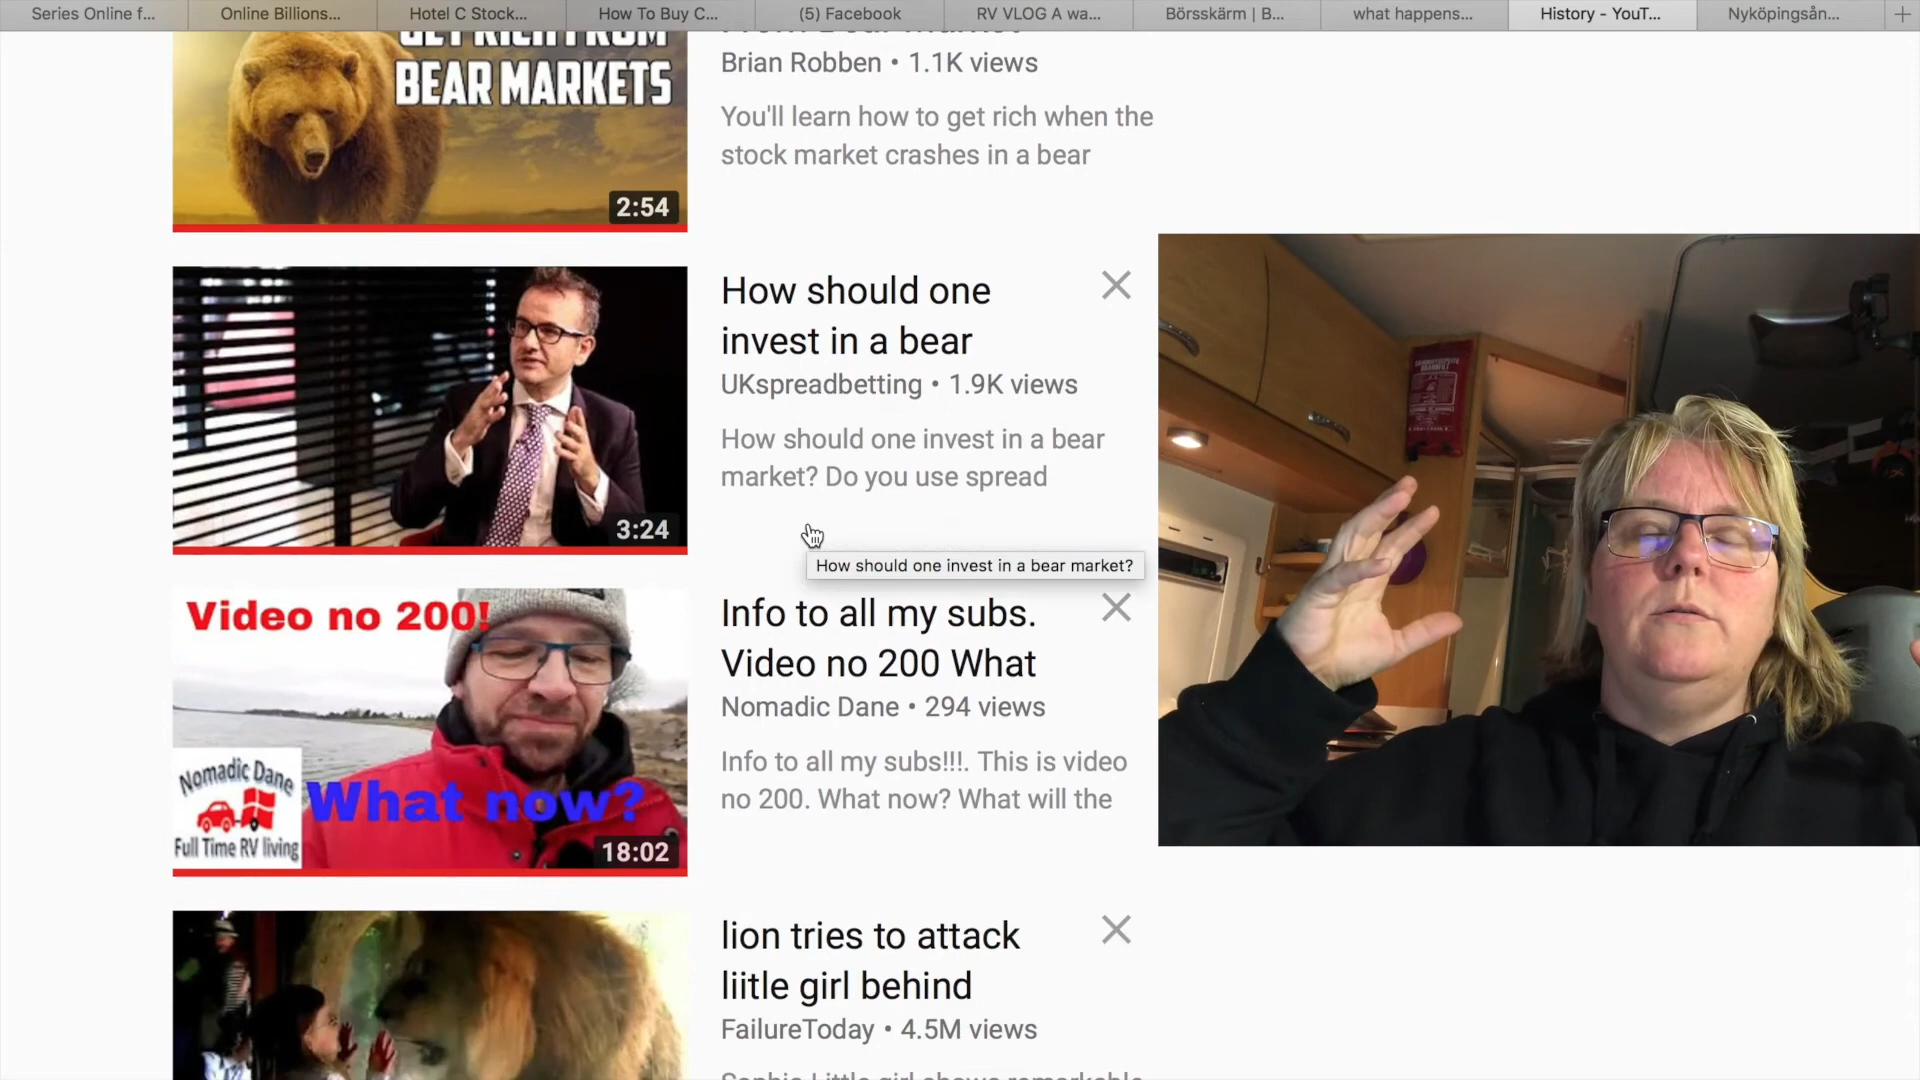 Series Online f...
Online Billions...
Hotel C Stock...
How To Buy C...
(5) Facebook
RV VLOG A wa...
Börsskärm | B...
what happens...
History - YouT...
Nyköpingsån...
GET RICH FROM
BEAR MARKETS
2:54
Brian Robben • 1.1K views
You'll learn how to get rich when the
stock market crashes in a bear
3:24
How should one
invest in a bear
UKspreadbetting • 1.9K views
How should one invest in a bear
market? Do you use spread
How should one invest in a bear market?
Video no 200!
Nomadic Dane
Full Time RV living
What now?
18:02
Info to all my subs.
Video no 200 What
Nomadic Dane • 294 views
Info to all my subs!!!. This is video
no 200. What now? What will the
lion tries to attack
liitle girl behind
FailureToday • 4.5M views